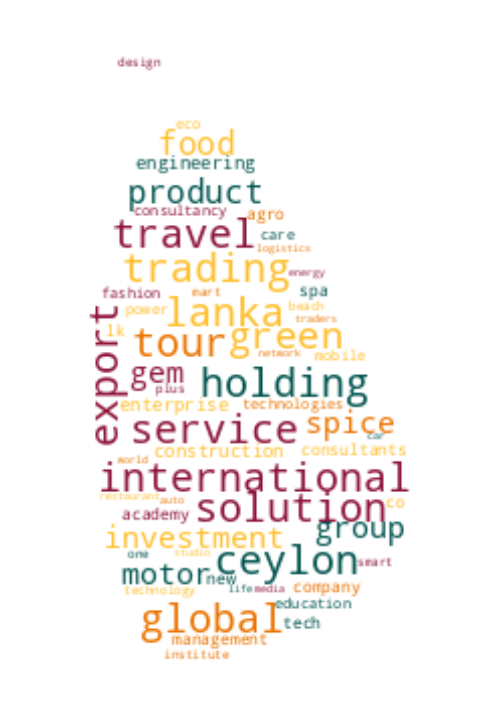 design
eco
food
engineering
product
consultancy
agro
travel
care
logistics
trading
energy
fashion
mart
spa
power
lanka
beach
traders
lk
tour
green
network
mobile
export
gem
plus
holding
enterprise
technologies
service
spice
car
construction
consultants
world
international
restaurant
auto
solution
co
academy
group
investment
one
studio
ceylon
smart
motor
new
technology
life
media
company
education
global
tech
management
institute